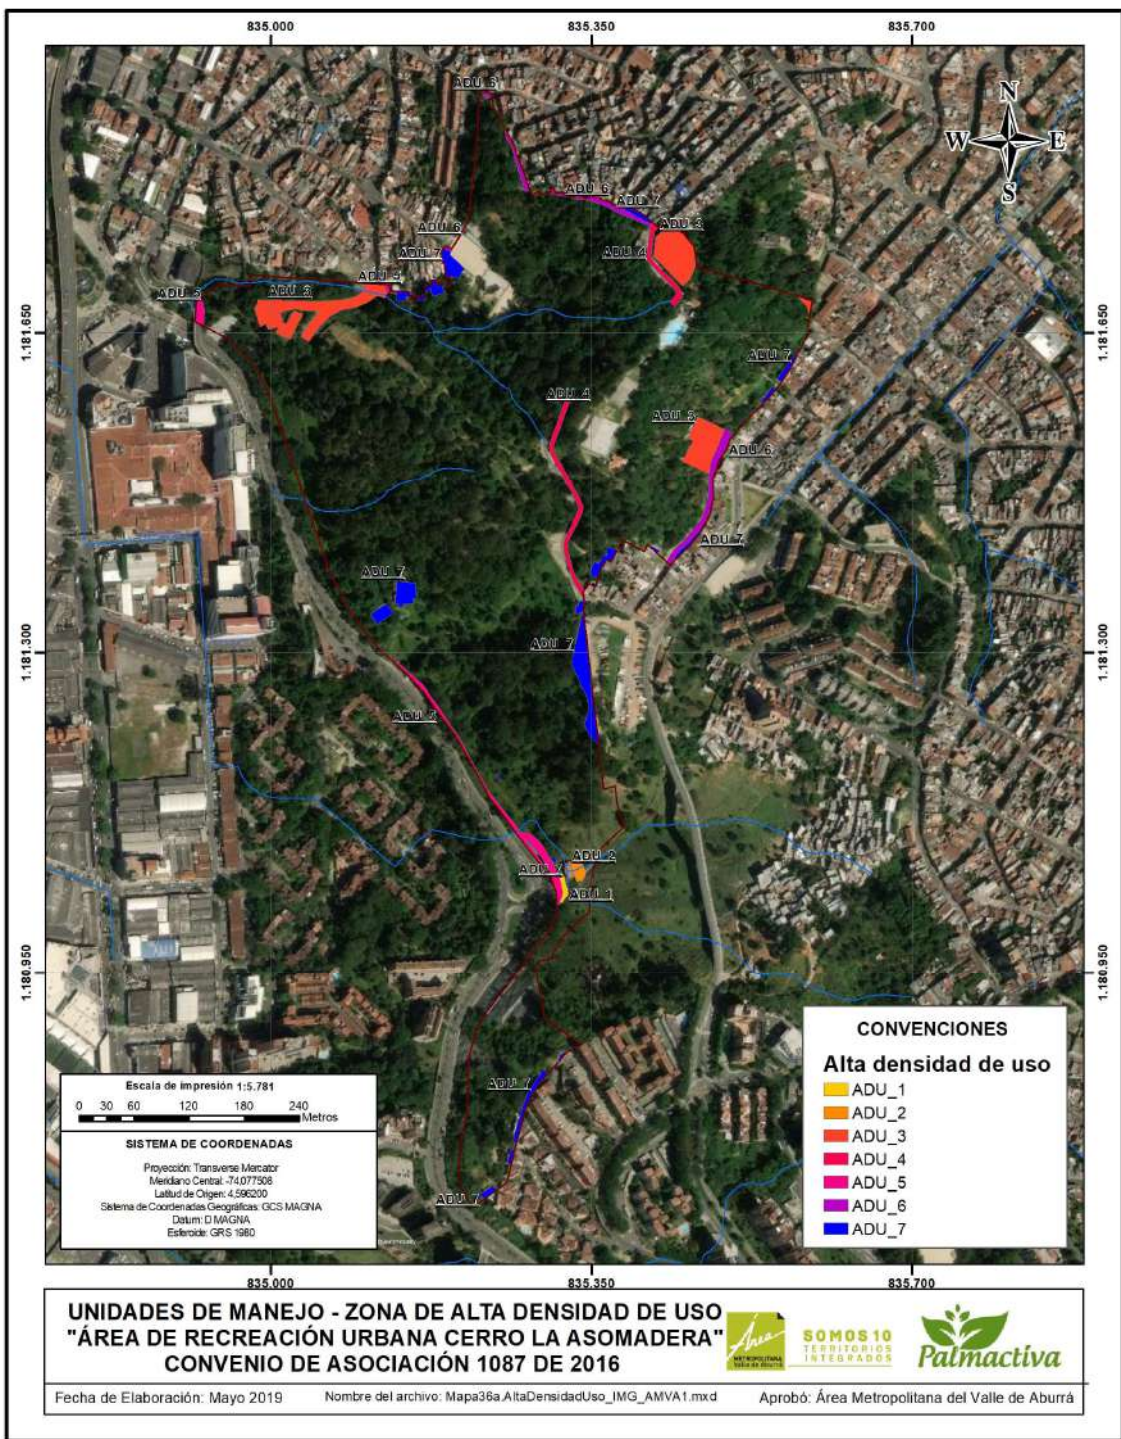 835.000
835.350
835.700
ADU_6
N
W
E
S
ADU_6
ADU_7
ADU_6
ADU_3
ADU_7
ADU_4
ADU_5
ADU_3
1.181.650
1.181.650
ADU_7
ADU_4
ADU_3
ADU_6
ADU_7
ADU_7
ADU_7
1.181.300
1.181.300
ADU_7
ADU_2
ADU_7
ADU_1
1.180.950
1.180.950
ADU_7
ADU_7
CONVENCIONES
Alta densidad de uso
ADU_1
ADU_2
ADU_3
ADU_4
ADU_5
ADU_6
ADU_7
Escala de impresión 1:5.781
0 30 60 120 180 240
Metros
SISTEMA DE COORDENADAS
Proyección: Transverse Mercator
Meridiano Central: -74,077508
Latitud de Origen: 4,596200
Sistema de Coordenadas Geográficas: GCS MAGNA
Datum: D MAGNA
Esferoide: GRS 1980
835.000
835.350
835.700
UNIDADES DE MANEJO - ZONA DE ALTA DENSIDAD DE USO
"ÁREA DE RECREACIÓN URBANA CERRO LA ASOMADERA"
CONVENIO DE ASOCIACIÓN 1087 DE 2016
Área
METROPOLITANA
Valle de Aburrá
SOMOS 10
TERRITORIOS
INTEGRADOS
Palmactiva
Fecha de Elaboración: Mayo 2019
Nombre del archivo: Mapa36a.AltaDensidadUso_IMG_AMVA1.mxd
Aprobó: Área Metropolitana del Valle de Aburrá